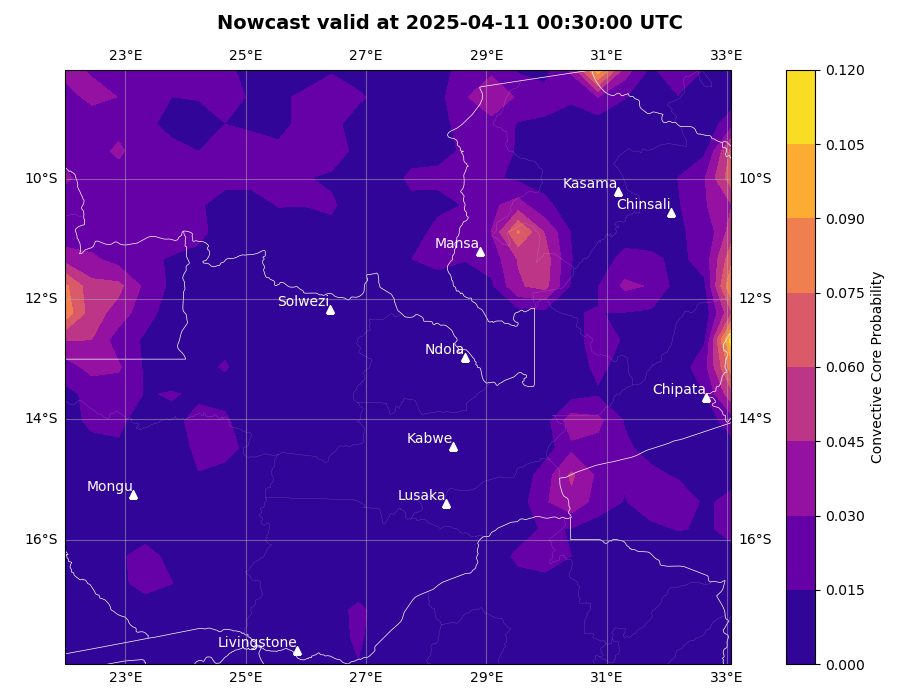 Nowcast valid at 2025-04-11 00:30:00 UTC
23°E 25°E 27°E 29°E 31°E 33°E
0.120
0.105
10°S Kasama 10°S
Chinsali
0.090
Mansa
0.075
12°S 12°S
Solwezi
Ndola
0.060
Chipata
14°S 14°S
Kabwe
0.045
Mongu
Lusaka
0.030
16°S 16°S
0.015
Livingstone
0.000
23°E 25°E 27°E 29°E 31°E 33°E
Convective Core Probability